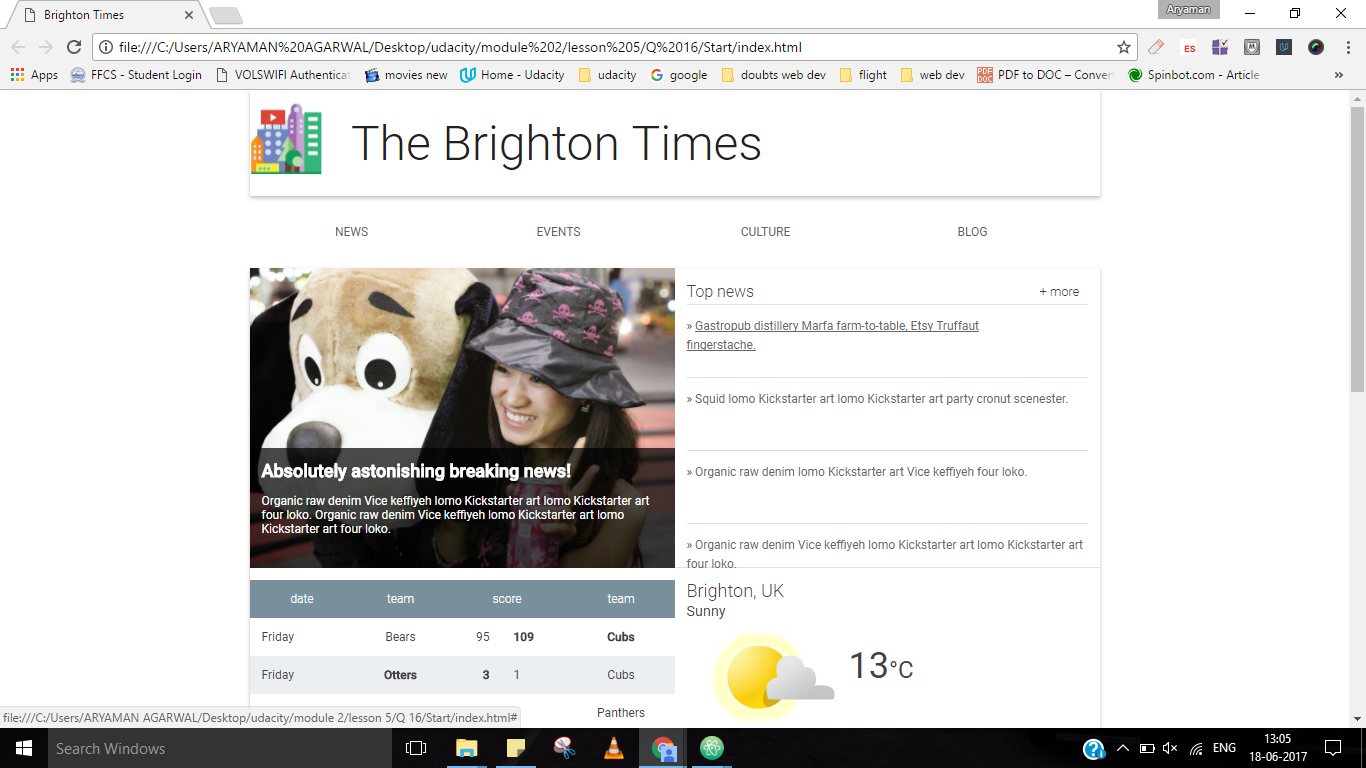 Brighton Times
Aryaman
file:///C:/Users/ARYAMAN%20AGARWAL/Desktop/udacity/module%202/lesson%205/Q%2016/Start/index.html
ES
Apps
FFCS - Student Login
VOLSWIFI Authenticat
movies new
Home - Udacity
udacity
google
doubts web dev
flight
web dev
PDF to DOC – Conver
Spinbot.com - Article
»
The Brighton Times
NEWS
EVENTS
CULTURE
BLOG
Absolutely astonishing breaking news!
Organic raw denim Vice keffiyeh lomo Kickstarter art lomo Kickstarter art
four loko. Organic raw denim Vice keffiyeh lomo Kickstarter art lomo
Kickstarter art four loko.
Top news + more
» Gastropub distillery Marfa farm-to-table, Etsy Truffaut
fingerstache.
» Squid lomo Kickstarter art lomo Kickstarter art party cronut scenester.
» Organic raw denim lomo Kickstarter art Vice keffiyeh four loko.
» Organic raw denim Vice keffiyeh lomo Kickstarter art lomo Kickstarter art
four loko.
date team score team
Friday Bears 95 109 Cubs
Friday Otters 3 1 Cubs
Panthers
Brighton, UK
Sunny
13°C
file:///C:/Users/ARYAMAN AGARWAL/Desktop/udacity/module 2/lesson 5/Q 16/Start/index.html#
Search Windows
ENG
13:05
18-06-2017